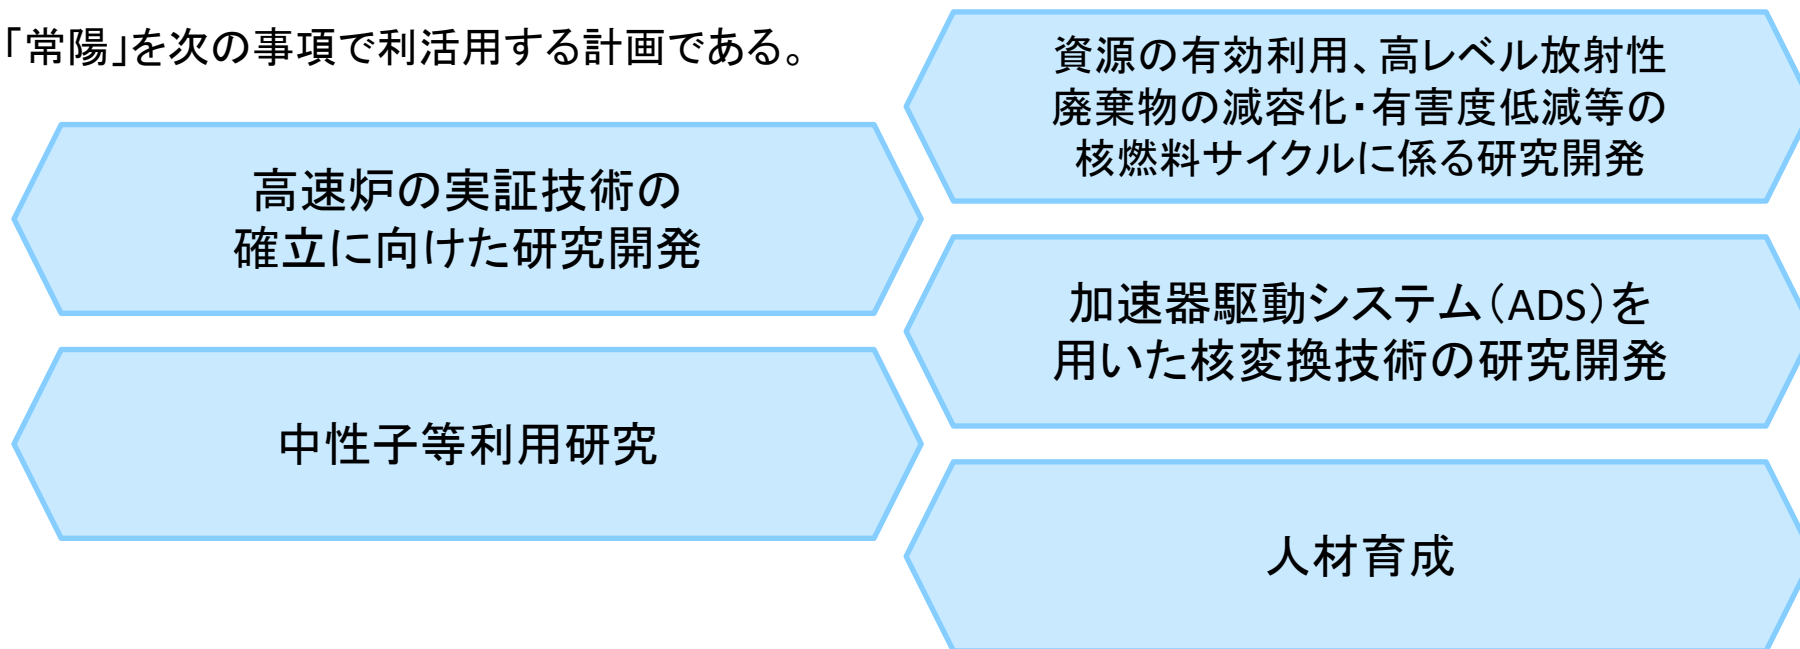 「常陽」を次の事項で利活用する計画である。
高速炉の実証技術の
確立に向けた研究開発
中性子等利用研究
資源の有効利用、高レベル放射性
廃棄物の減容化・有害度低減等の
核燃料サイクルに係る研究開発
加速器駆動システム（ADS）を
用いた核変換技術の研究開発
人材育成